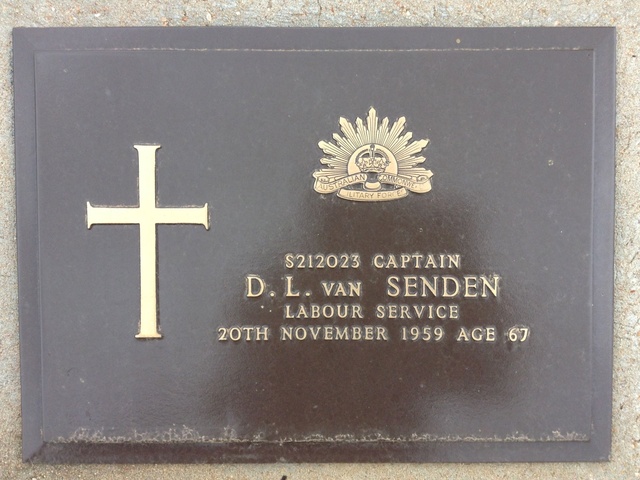 AUSTRALIAN COMMONWEALTH
MILITARY FORCES
S212023 CAPTAIN
D. L. VAN SENDEN
LABOUR SERVICE
20TH NOVEMBER 1959 AGE 67